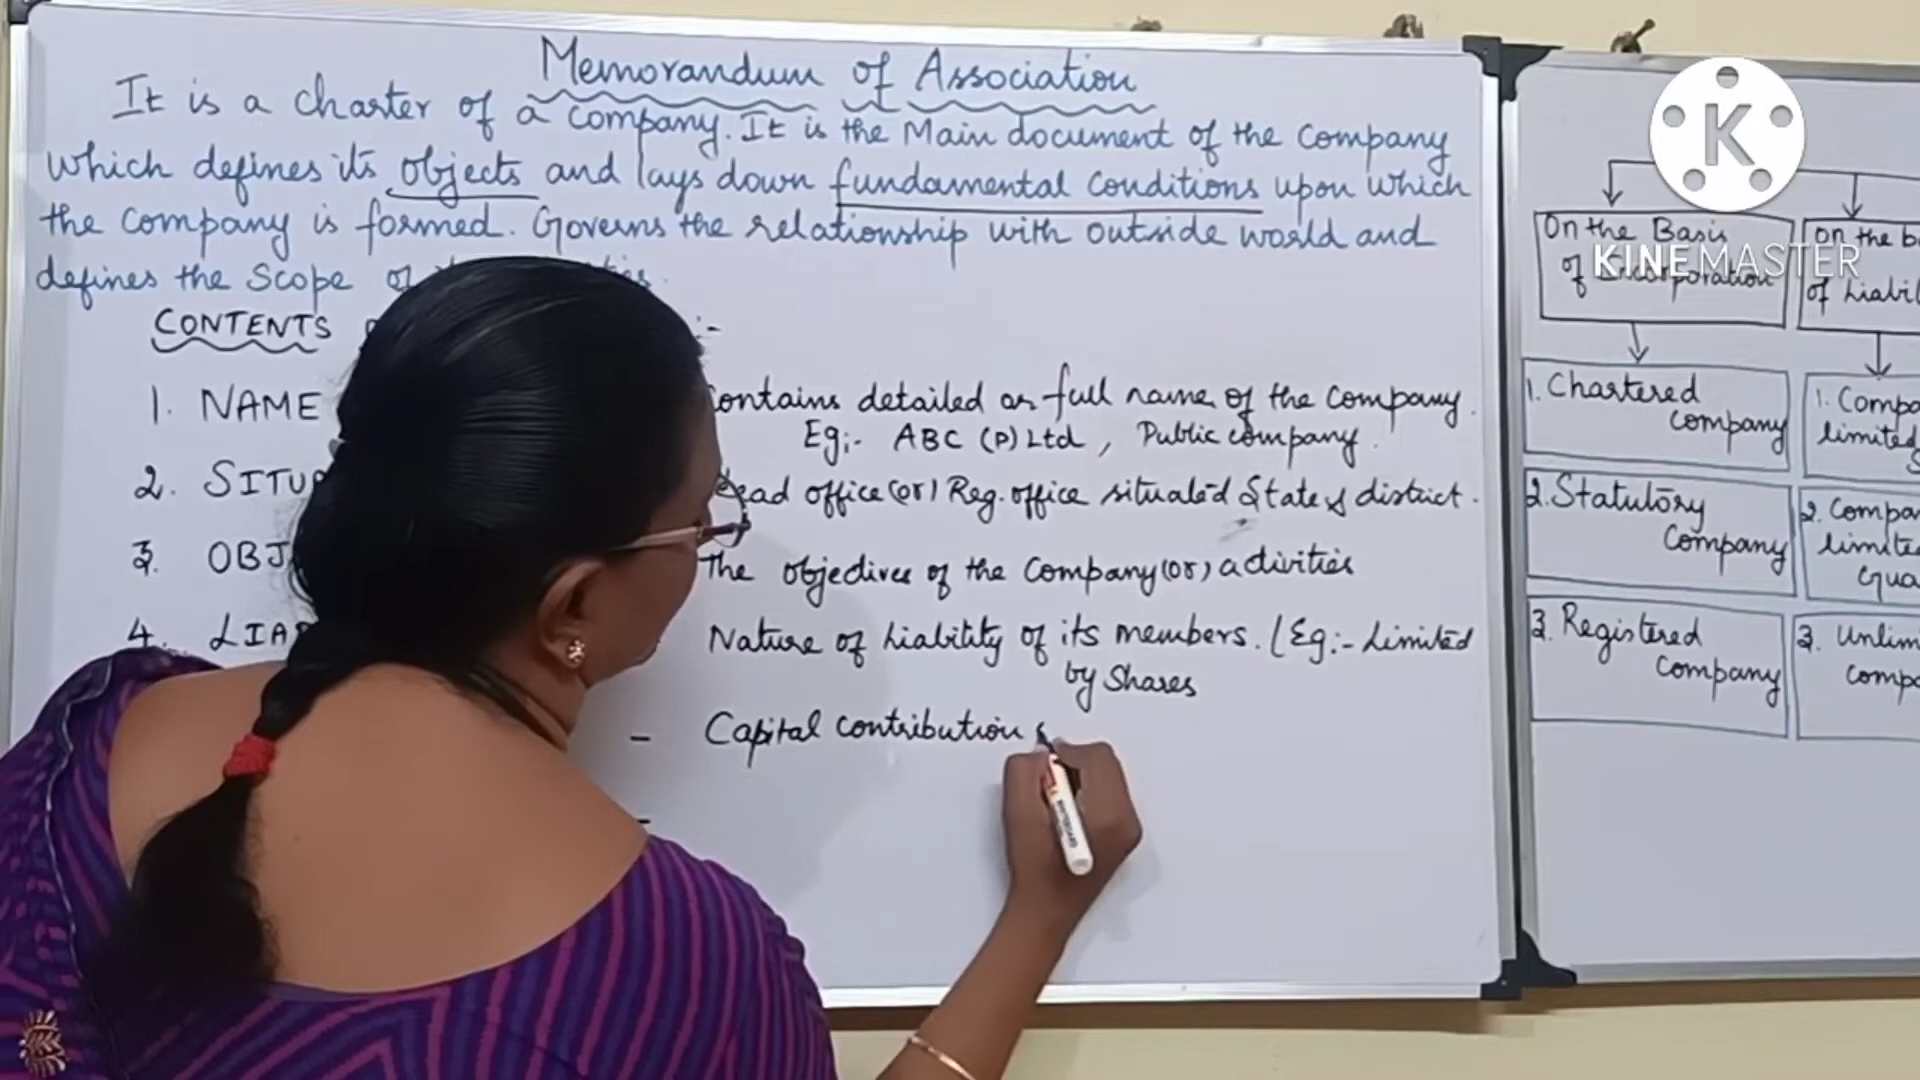 Memorandum of Association
It is a charter of a company. It is the Main document of the company
which defines its objects and lays down fundamental conditions upon which
the company is formed. Governs the relationship with outside world and
defines the scope of
CONTENTS :-
1. NAME contains detailed or full name of the company.
Eg:- ABC (P) Ltd, Public company.
2. SITU Head office (or) Reg. office situated State & district.
3. OBJ The objectives of the company (or) activities
4. LIAB Nature of Liability of its members. (Eg:- Limited
by Shares
- Capital contribution
-
K
KINEMASTER
On the Basis
of Incorporation
on the b
of Liabil
1. Chartered
company
1. Compa
limited
S
2. Statutory
Company
2. Compa
limite
Gua
3. Registered
Company
3. Unlim
comp